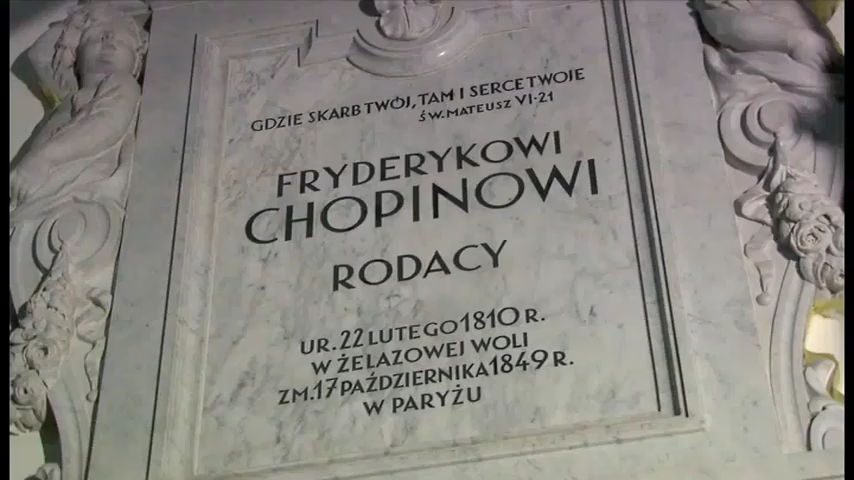 GDZIE SKARB TWÓJ, TAM I SERCE TWOJE
ŚW. MATEUSZ VI-21
FRYDERYKOWI
CHOPINOWI
RODACY
UR. 22 LUTEGO 1810 R.
W ŻELAZOWEJ WOLI
ZM. 17 PAŹDZIERNIKA 1849 R.
W PARYŻU